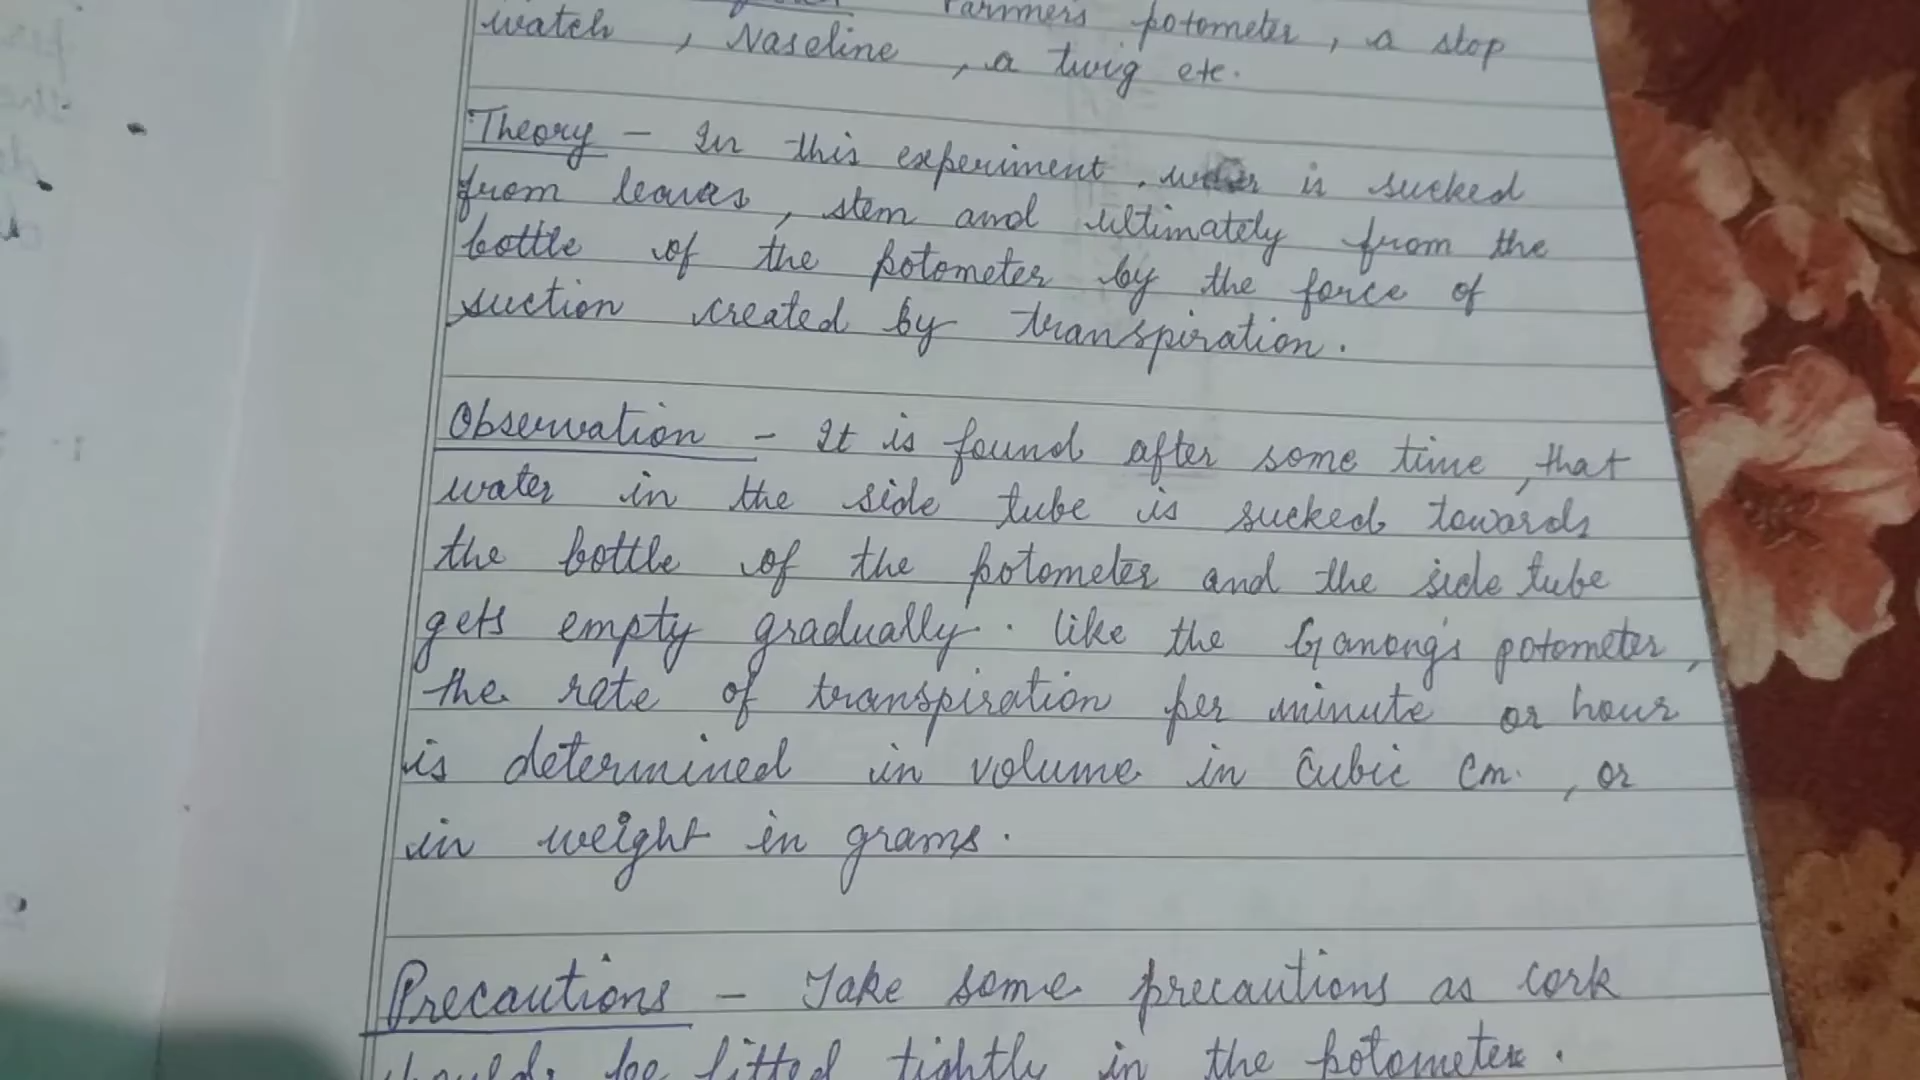 Farmers potometer, a stop
watch, Vaseline, a twig etc.
Theory - In this experiment, water is sucked
from leaves, stem and ultimately from the
bottle of the potometer by the force of
suction created by transpiration.
Observation - It is found after some time, that
water in the side tube is sucked towards
the bottle of the potometer and the side tube
gets empty gradually. like the Ganong's potometer,
the rate of transpiration per minute or hour
is determined in volume in Cubic Cm., or
in weight in grams.
Precautions - Take some precautions as cork
should be fitted tightly in the potometer.